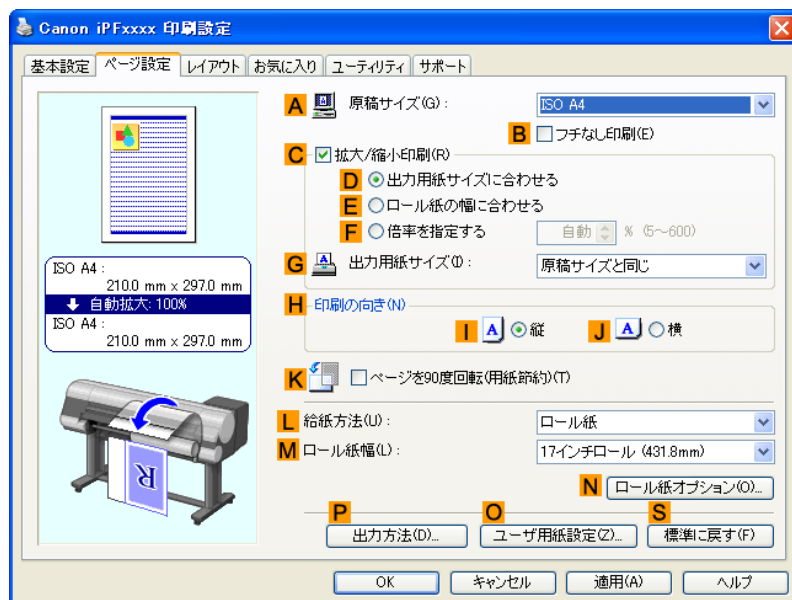 Canon iPFxxxx 印刷設定
基本設定 ページ設定 レイアウト お気に入り ユーティリティ サポート
A 原稿サイズ(G): ISO A4
B フチなし印刷(E)
C 拡大/縮小印刷(R)
D 出力用紙サイズに合わせる
E ロール紙の幅に合わせる
F 倍率を指定する 自動 % (5～600)
G 出力用紙サイズ(I): 原稿サイズと同じ
ISO A4:
210.0 mm x 297.0 mm
自動拡大: 100%
ISO A4:
210.0 mm x 297.0 mm
H 印刷の向き(N)
I A 縦 J A 横
K ページを90度回転(用紙節約)(T)
L 給紙方法(U): ロール紙
M ロール紙幅(L): 17インチロール (431.8mm)
R
N ロール紙オプション(O)...
P O S
出力方法(D)... ユーザ用紙設定(Z)... 標準に戻す(F)
OK キャンセル 適用(A) ヘルプ